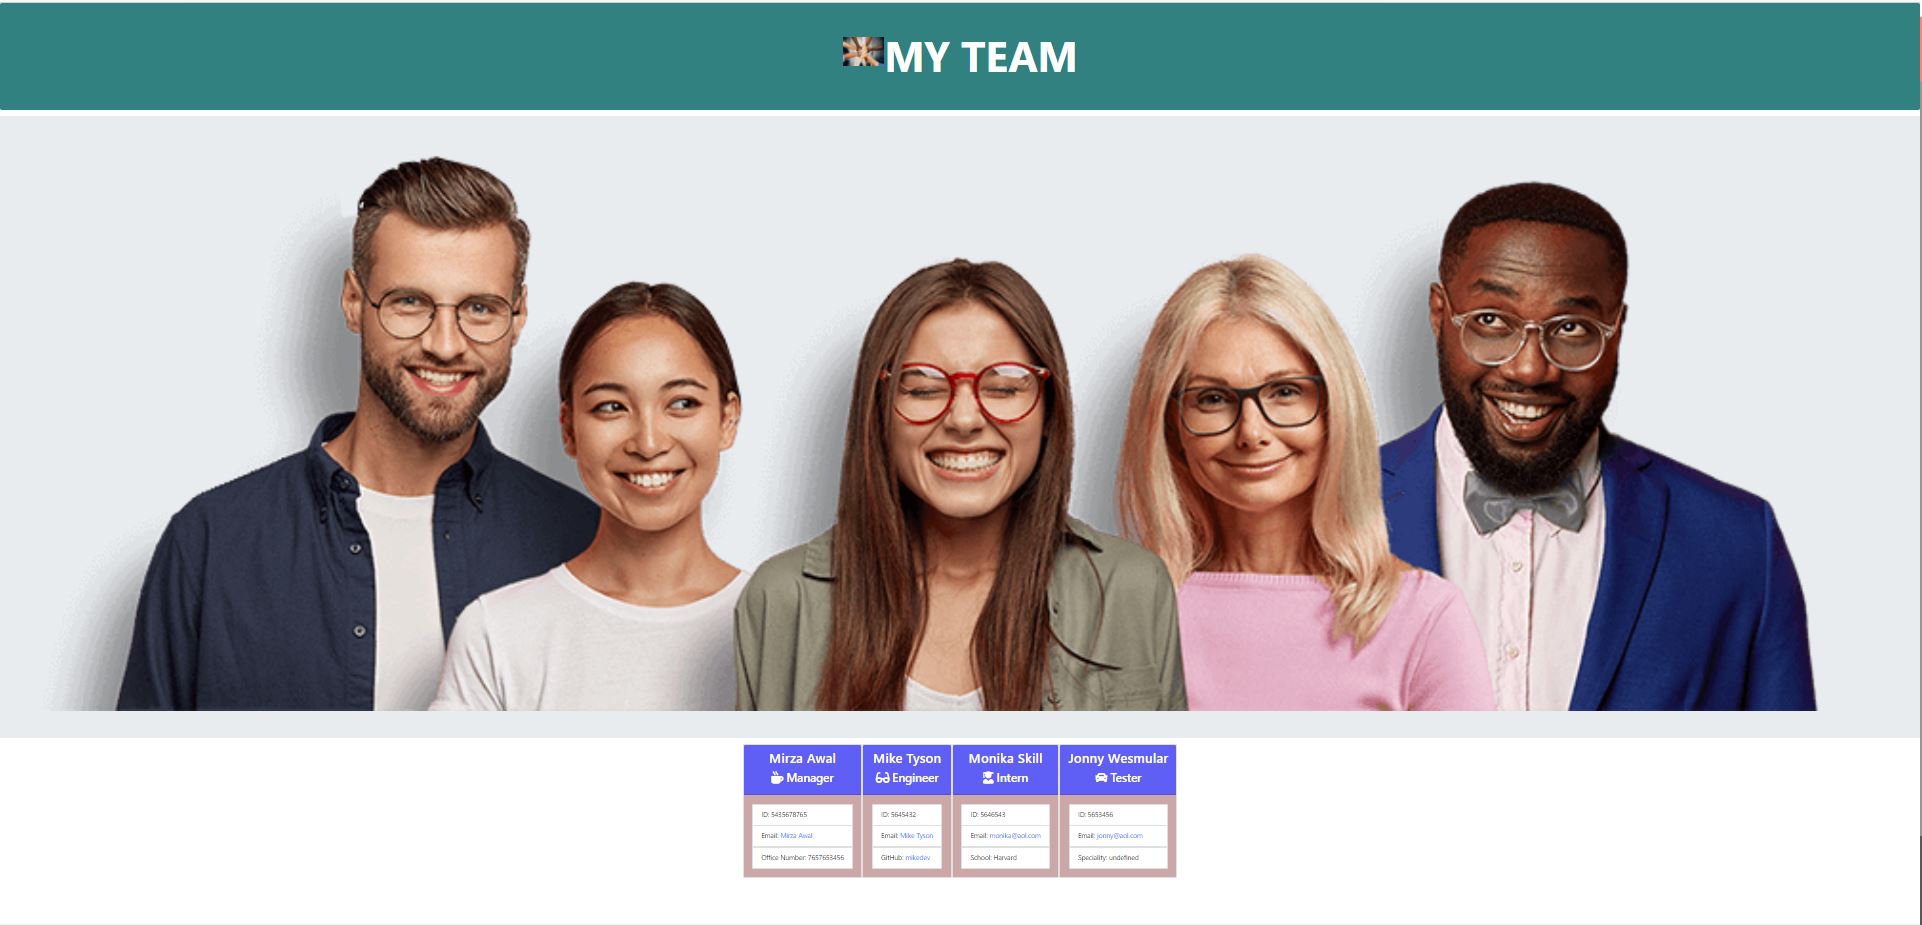 MY TEAM
Mirza Awal
Manager
ID: 5435678765
Email: Mirza Awal
Office Number: 7657653456
Mike Tyson
Engineer
ID: 5645432
Email: Mike Tyson
GitHub: mikedev
Monika Skill
Intern
ID: 5646543
Email: monika@aol.com
School: Harvard
Jonny Wesmular
Tester
ID: 5653456
Email: jonny@aol.com
Speciality: undefined